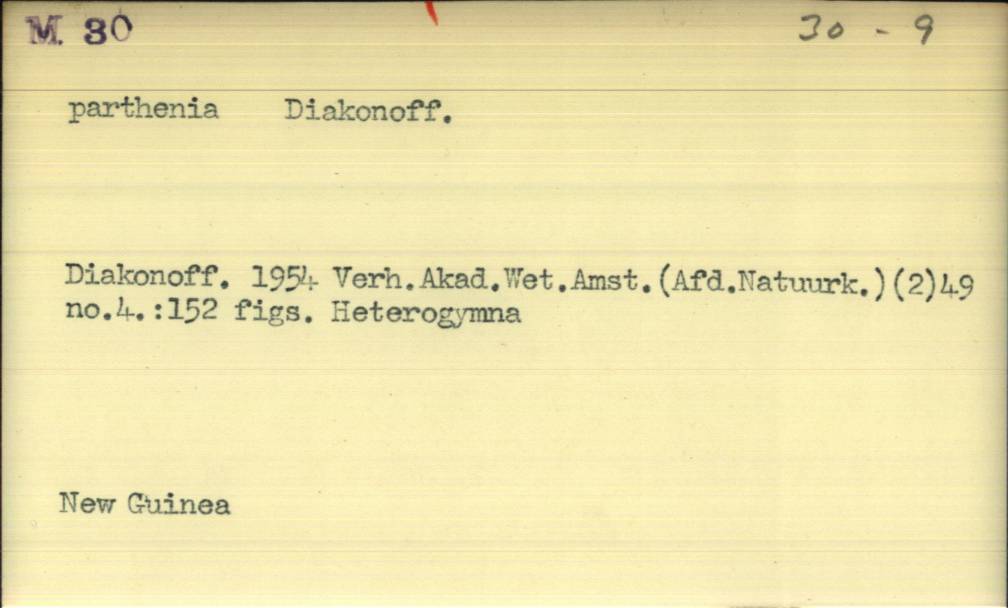 M. 30
30 - 9
parthenia Diakonoff.
Diakonoff. 1954 Verh.Akad.Wet.Amst.(Afd.Natuurk.)(2)49
no.4.:152 figs. Heterogymna
New Guinea